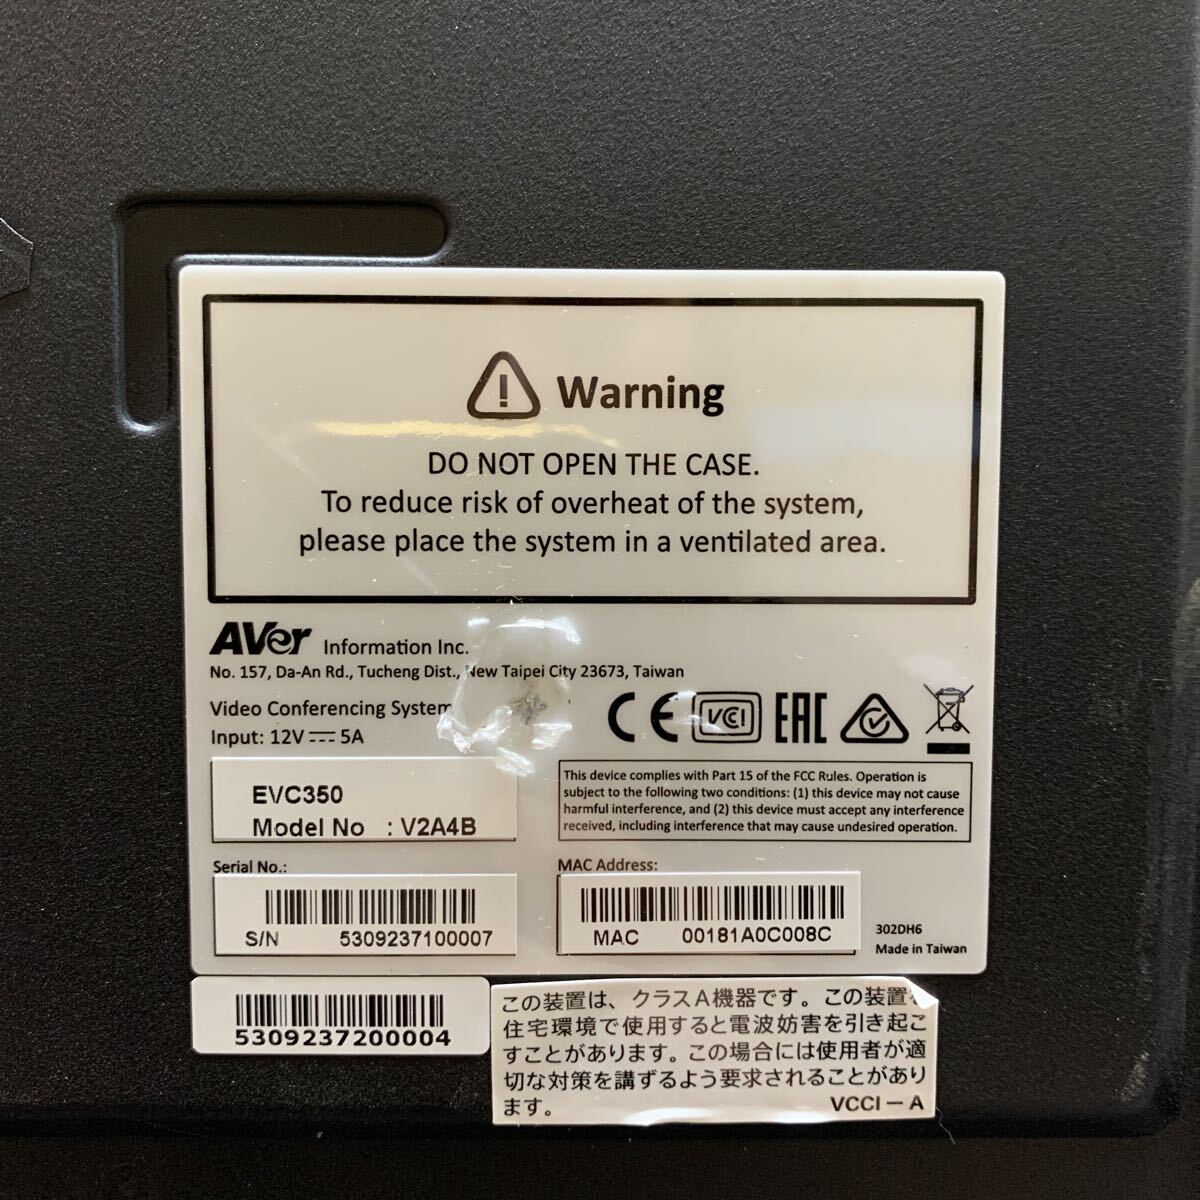 Warning
DO NOT OPEN THE CASE.
To reduce risk of overheat of the system,
please place the system in a ventilated area.
AVer Information Inc.
No. 157, Da-An Rd., Tucheng Dist., New Taipei City 23673, Taiwan
Video Conferencing System
Input: 12V 5A
CE VCI EAC
EVC350
Model No : V2A4B
This device complies with Part 15 of the FCC Rules. Operation is
subject to the following two conditions: (1) this device may not cause
harmful interference, and (2) this device must accept any interference
received, including interference that may cause undesired operation.
Serial No.:
S/N 5309237100007
MAC Address:
MAC 00181A0C008C
302DH6
Made in Taiwan
5309237200004
この装置は、クラスA機器です。この装置
住宅環境で使用すると電波妨害を引き起こ
すことがあります。この場合には使用者が適
切な対策を講ずるよう要求されることがあり
ます。 VCCI－A